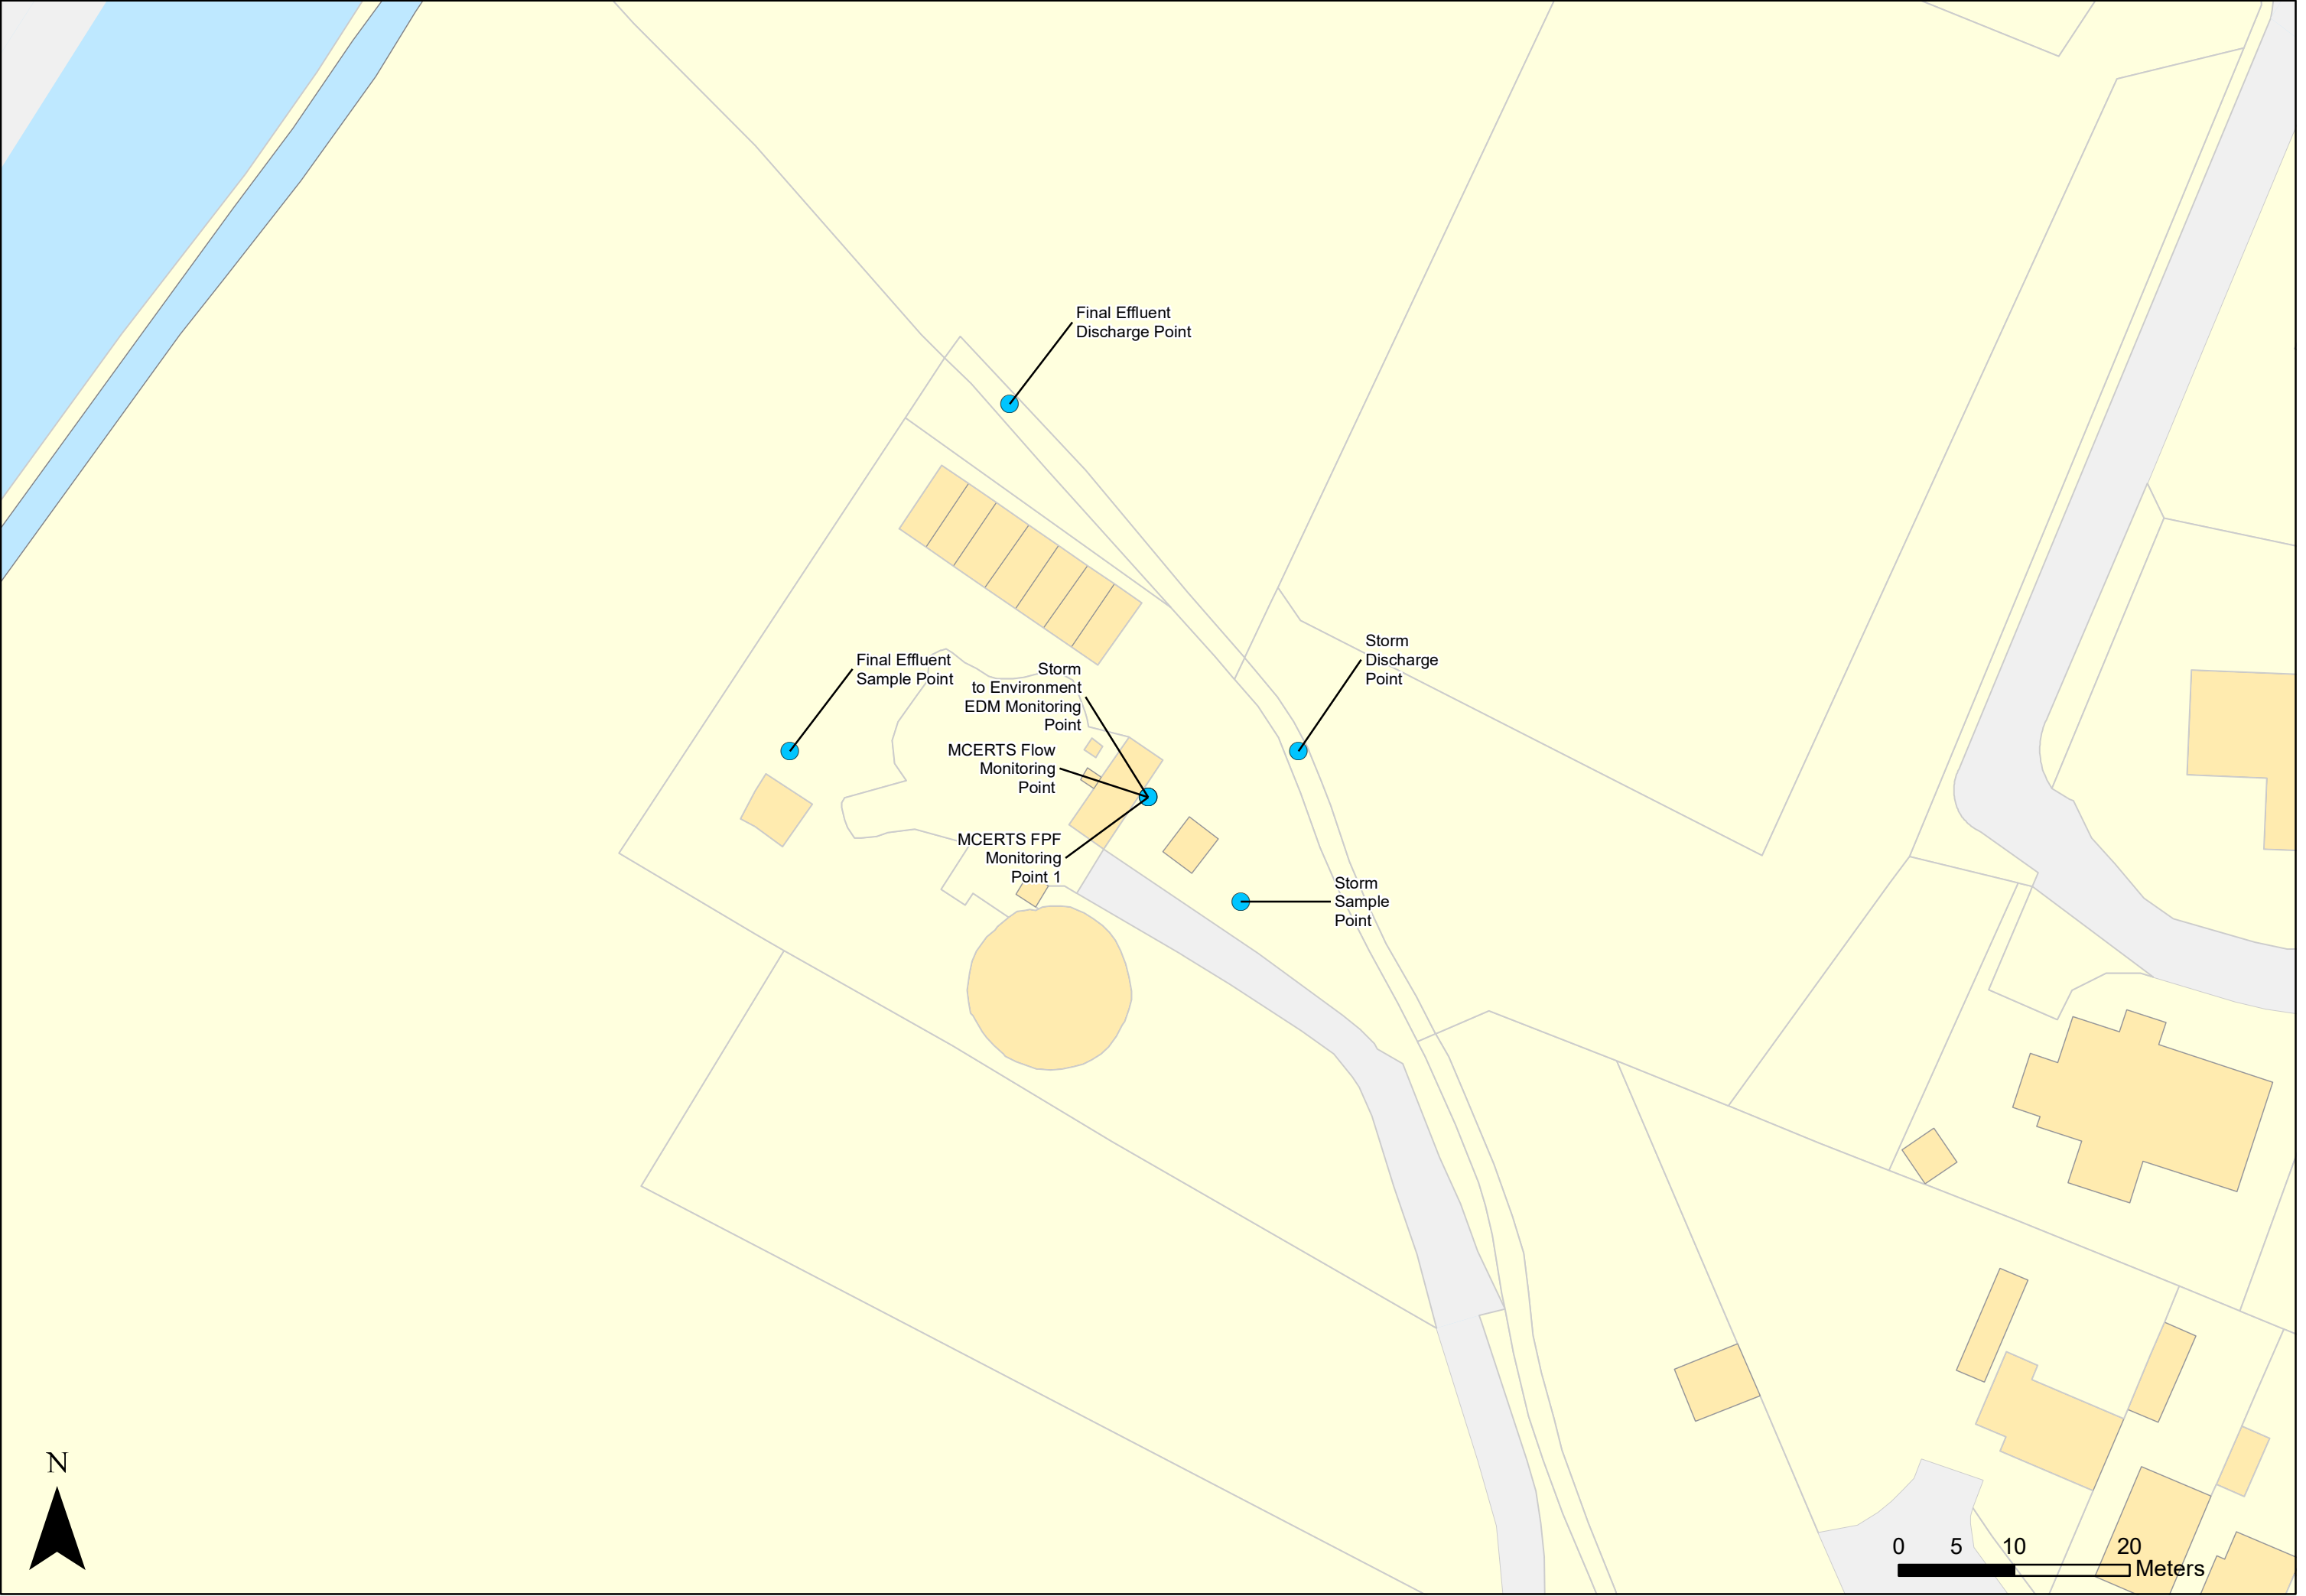 Final Effluent
Discharge Point
Storm
Discharge
Point
Final Effluent
Sample Point
Storm
to Environment
EDM Monitoring
Point
MCERTS Flow
Monitoring
Point
MCERTS FPF
Monitoring
Point 1
Storm
Sample
Point
N
0 5 10 20
Meters